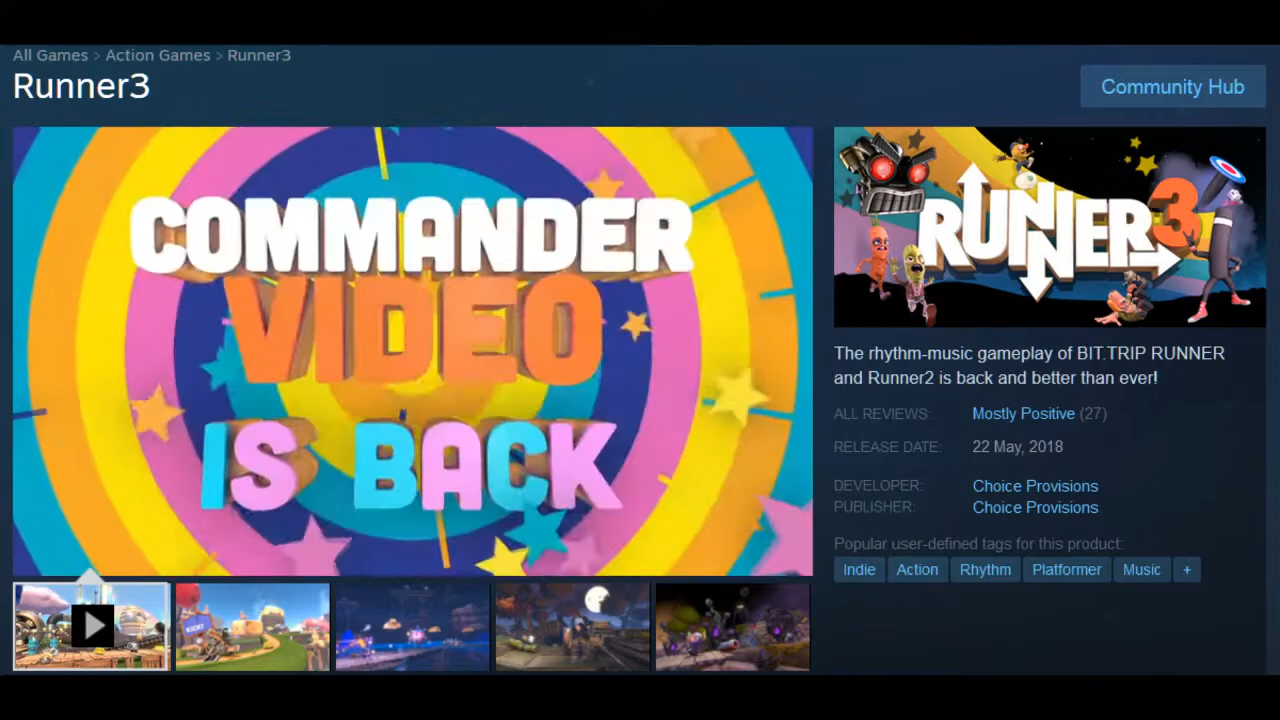 All Games > Action Games > Runner3
Runner3
Community Hub
COMMANDER
VIDEO
IS BACK
RUNNER3
The rhythm-music gameplay of BIT.TRIP RUNNER
and Runner2 is back and better than ever!
ALL REVIEWS: Mostly Positive (27)
RELEASE DATE: 22 May, 2018
DEVELOPER: Choice Provisions
PUBLISHER: Choice Provisions
Popular user-defined tags for this product:
Indie Action Rhythm Platformer Music +